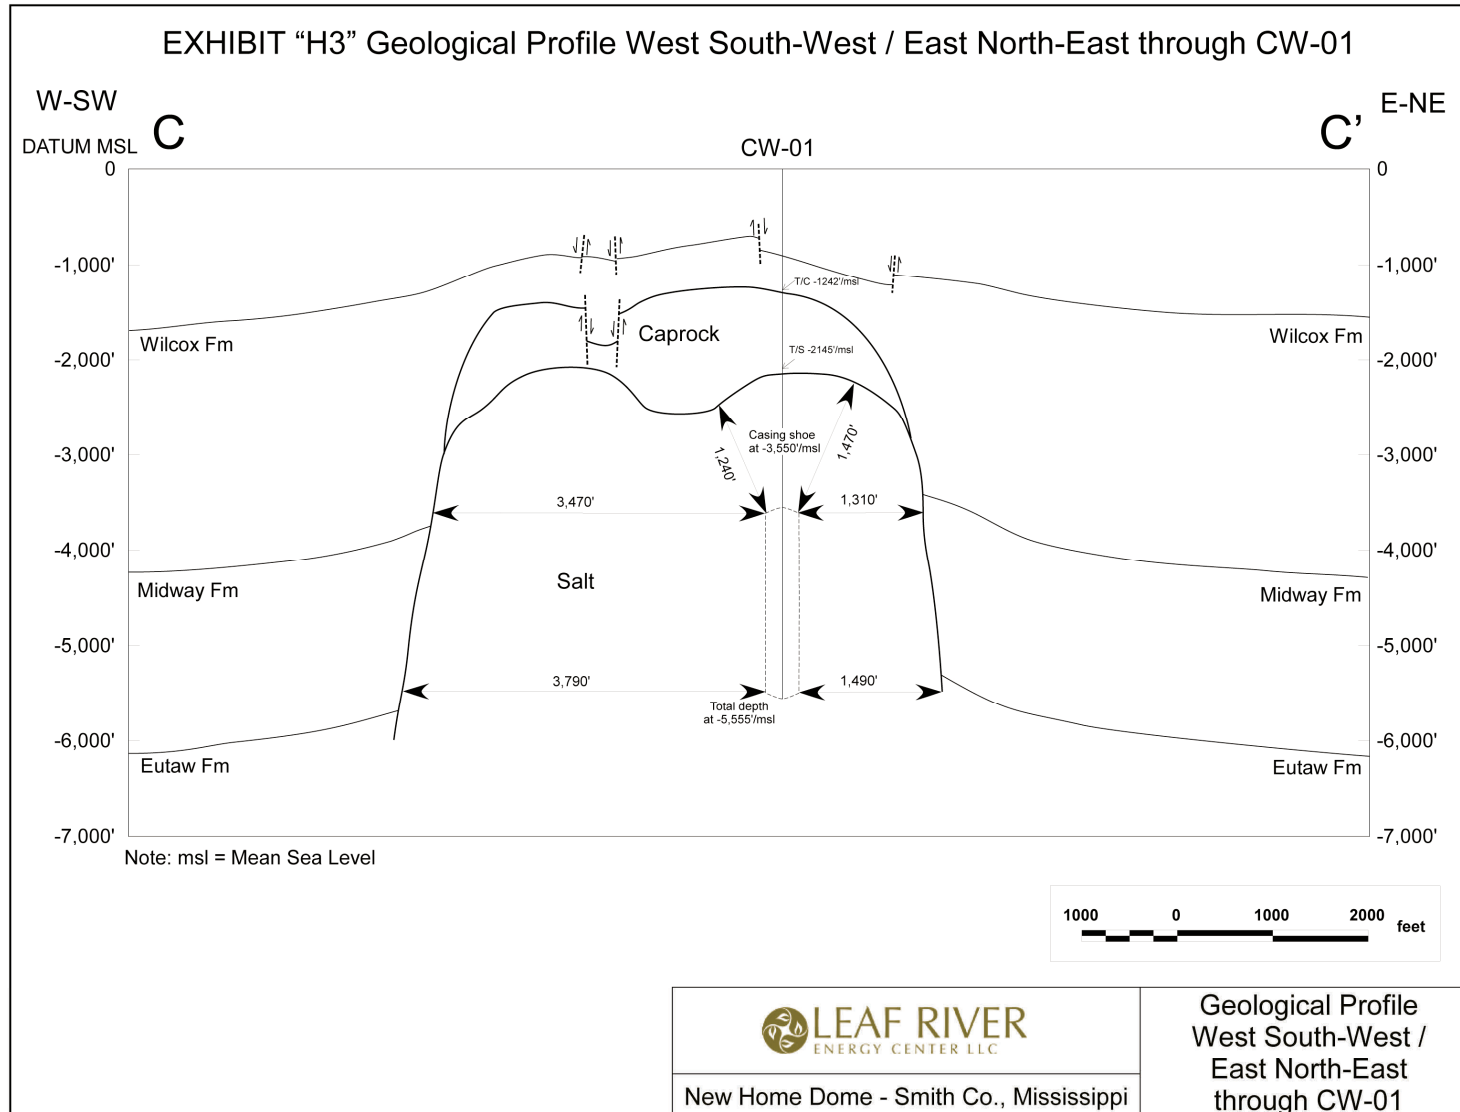 EXHIBIT “H3” Geological Profile West South-West / East North-East through CW-01
W-SW
E-NE
DATUM MSL
C
CW-01
C’
0
0
-1,000'
-1,000'
T/C -1242'/msl
Wilcox Fm
Caprock
Wilcox Fm
T/S -2145'/msl
-2,000'
-2,000'
Casing shoe
at -3,550'/msl
1,240'
1,470'
-3,000'
-3,000'
3,470'
1,310'
-4,000'
-4,000'
Midway Fm
Salt
Midway Fm
-5,000'
-5,000'
3,790'
1,490'
Total depth
at -5,555'/msl
-6,000'
-6,000'
Eutaw Fm
Eutaw Fm
-7,000'
-7,000'
Note: msl = Mean Sea Level
1000 0 1000 2000 feet
LEAF RIVER
ENERGY CENTER LLC
New Home Dome - Smith Co., Mississippi
Geological Profile
West South-West /
East North-East
through CW-01